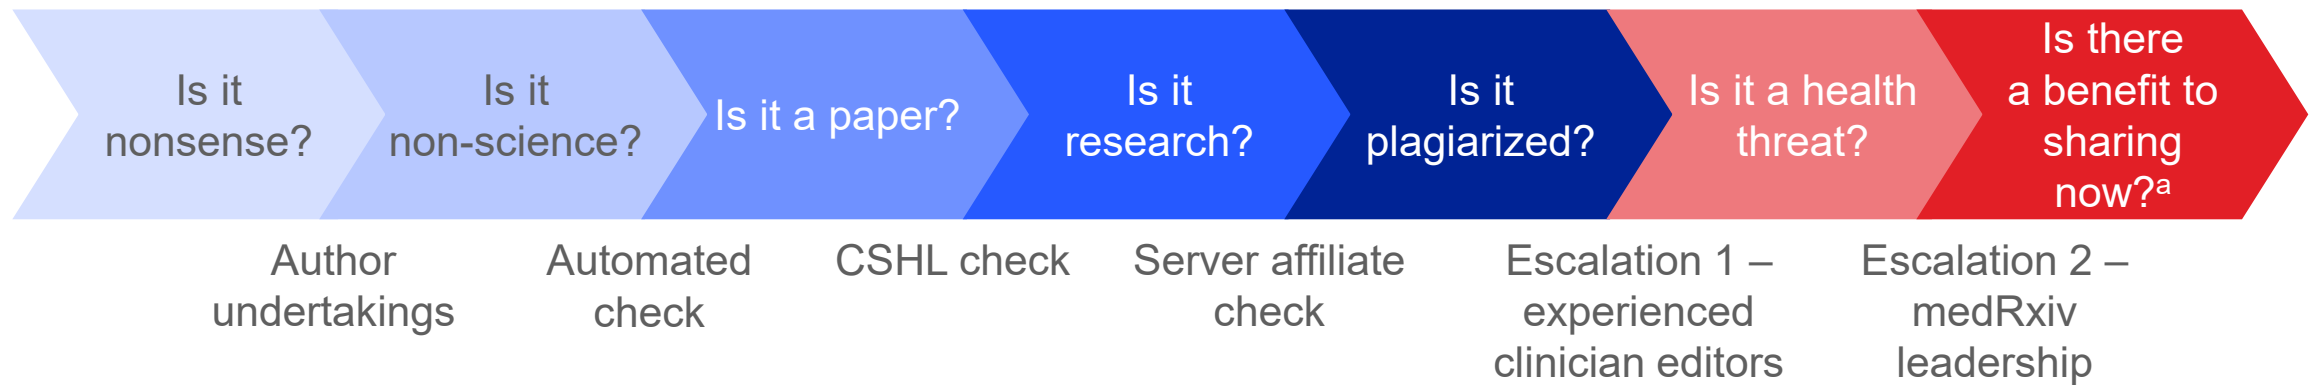 Is it
nonsense?
Is it
non-science?
Is it a paper?
Is it
research?
Is it
plagiarized?
Is it a health
threat?
Is there
a benefit to
sharing
now?ᵃ
Author
undertakings
Automated
check
CSHL check
Server affiliate
check
Escalation 1 –
experienced
clinician editors
Escalation 2 –
medRxiv
leadership